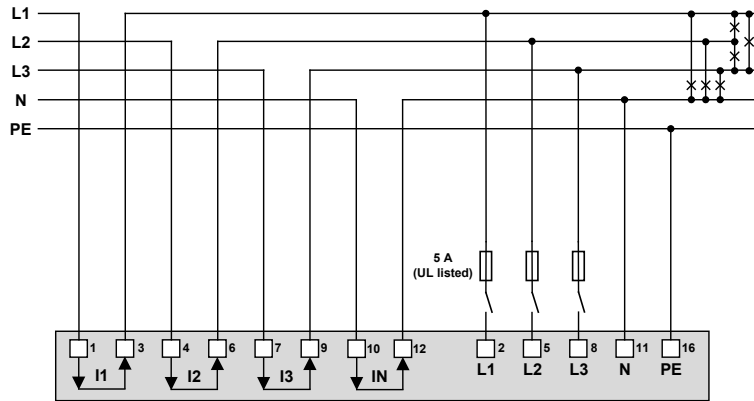 L1
L2
L3
N
PE
5 A
(UL listed)
1 3 4 6 7 9 10 12 2 5 8 11 16
I1 I2 I3 IN L1 L2 L3 N PE